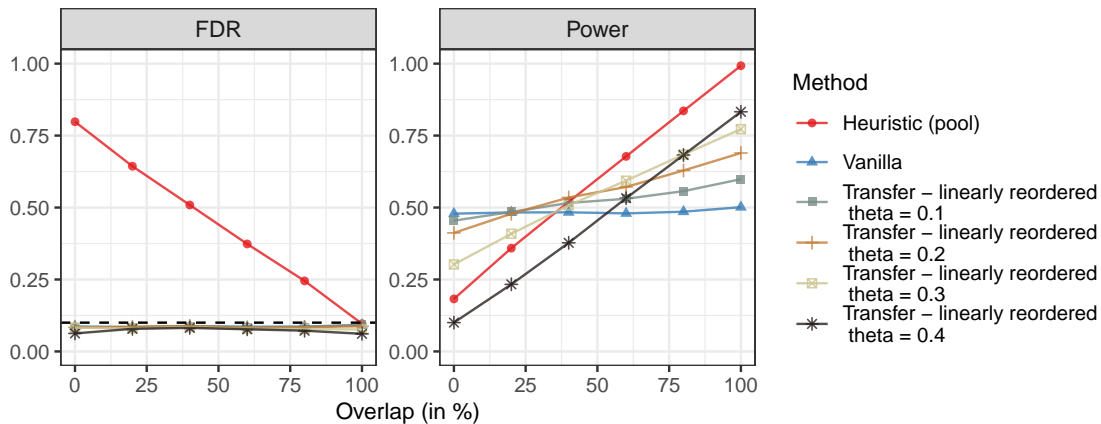 FDR
Power
1.00
0.75
0.50
0.25
0.00
1.00
0.75
0.50
0.25
0.00
0 25 50 75 100
0 25 50 75 100
Overlap (in %)
Method
Heuristic (pool)
Vanilla
Transfer − linearly reordered
theta = 0.1
Transfer − linearly reordered
theta = 0.2
Transfer − linearly reordered
theta = 0.3
Transfer − linearly reordered
theta = 0.4